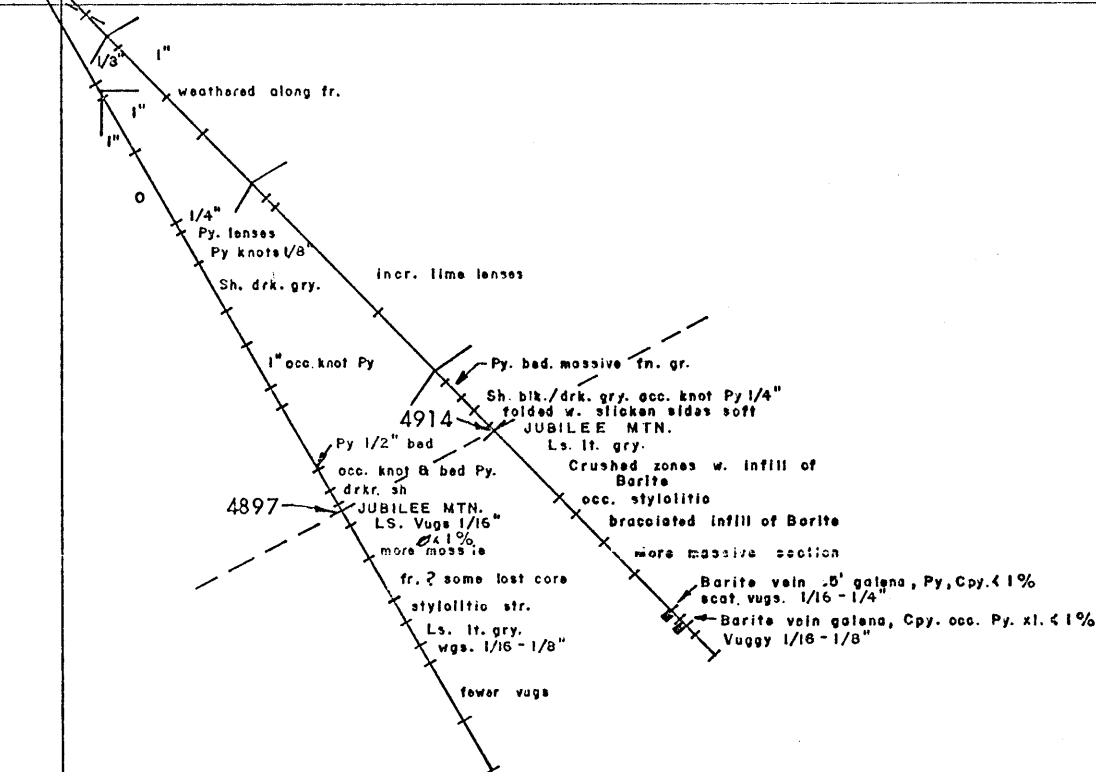 1/3"
1"
weathered along fr.
1"
1"
0
1/4"
Py. lenses
Py knots 1/8"
Sh. drk. gry.
incr. lime lenses
1" occ. knot Py
Py. bed. massive fn. gr.
Sh. blk./drk. gry. occ. knot Py 1/4"
folded w. slicken sides soft
4914
JUBILEE MTN.
Ls. lt. gry.
Crushed zones w. infill of
Barite
occ. stylolitic
bracciated infill of Barite
more massive section
Barite vein .5' galena, Py, Cpy. < 1%
scat. vugs. 1/16 - 1/4"
Barite vein galena, Cpy. occ. Py. xl. < 1%
Vuggy 1/16 - 1/8"
Py 1/2" bed
occ. knot & bed Py.
drkr. sh
4897
JUBILEE MTN.
LS. Vugs 1/16"
< 1%
more
fr. ? some lost core
stylolitic str.
Ls. lt. gry.
wgs. 1/16 - 1/8"
fewer vugs